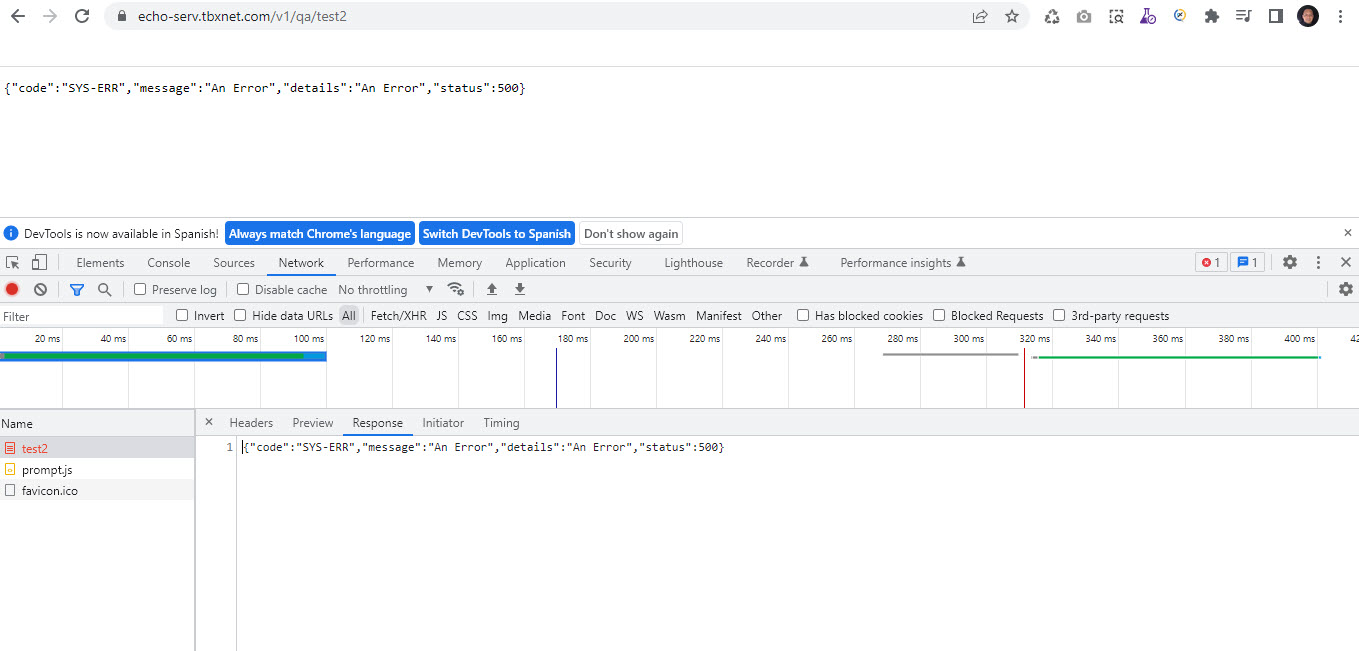 echo-serv.tbxnet.com/v1/qa/test2
{"code":"SYS-ERR","message":"An Error","details":"An Error","status":500}
DevTools is now available in Spanish! Always match Chrome's language Switch DevTools to Spanish Don't show again
Elements Console Sources Network Performance Memory Application Security Lighthouse Recorder Performance insights 1 1
Preserve log Disable cache No throttling
Filter Invert Hide data URLs All Fetch/XHR JS CSS Img Media Font Doc WS Wasm Manifest Other Has blocked cookies Blocked Requests 3rd-party requests
20 ms 40 ms 60 ms 80 ms 100 ms 120 ms 140 ms 160 ms 180 ms 200 ms 220 ms 240 ms 260 ms 280 ms 300 ms 320 ms 340 ms 360 ms 380 ms 400 ms 42
Name Headers Preview Response Initiator Timing
test2 1 {"code":"SYS-ERR","message":"An Error","details":"An Error","status":500}
prompt.js
favicon.ico